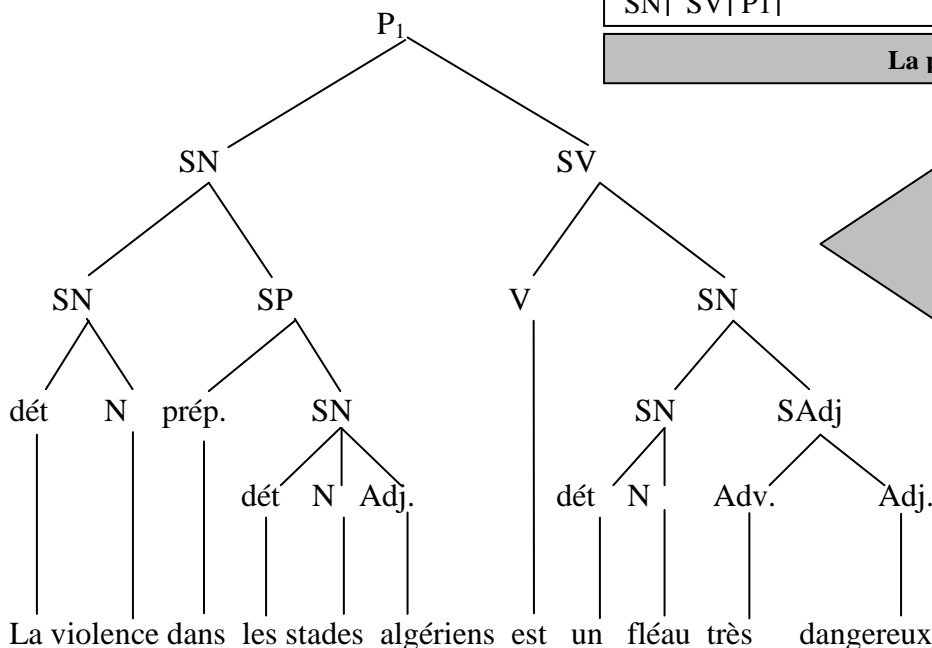 SN| SV| P1|
P1
La
SN SV
SN SP V SN
dét N prép. SN SN SAdj
dét N Adj. dét N Adv. Adj.
La violence dans les stades algériens est un fléau très dangereux